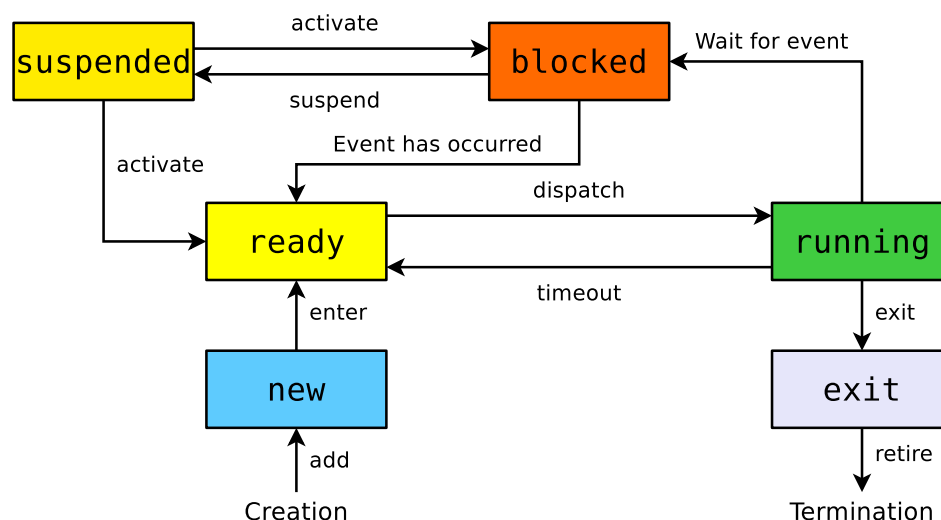 activate
suspended
blocked
Wait for event
suspend
Event has occurred
activate
dispatch
ready
running
timeout
enter
exit
new
exit
add
retire
Creation
Termination